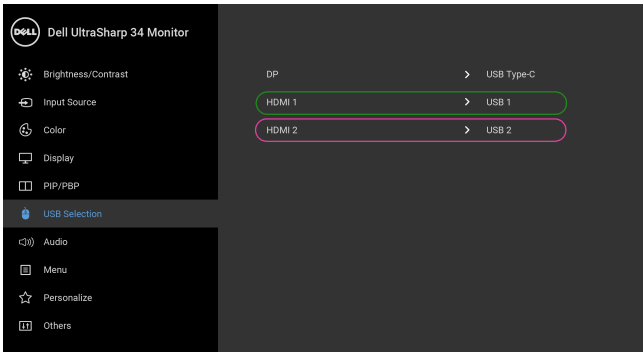 DELL Dell UltraSharp 34 Monitor
Brightness/Contrast
Input Source
Color
Display
PIP/PBP
USB Selection
Audio
Menu
Personalize
Others
DP > USB Type-C
HDMI 1 > USB 1
HDMI 2 > USB 2